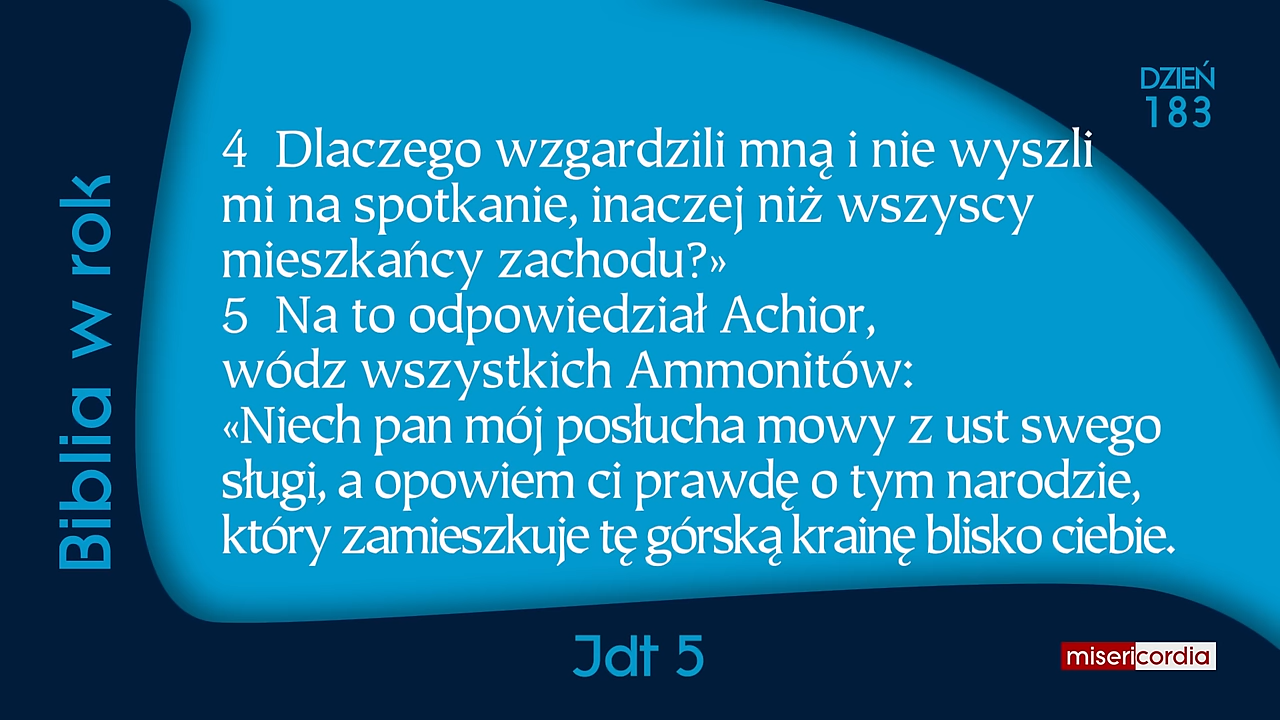 DZIEŃ
183
Biblia w rok
4 Dlaczego wzgardzili mną i nie wyszli
mi na spotkanie, inaczej niż wszyscy
mieszkańcy zachodu?»
5 Na to odpowiedział Achior,
wódz wszystkich Ammonitów:
«Niech pan mój posłucha mowy z ust swego
sługi, a opowiem ci prawdę o tym narodzie,
który zamieszkuje tę górską krainę blisko ciebie.
Jdt 5
misericordia